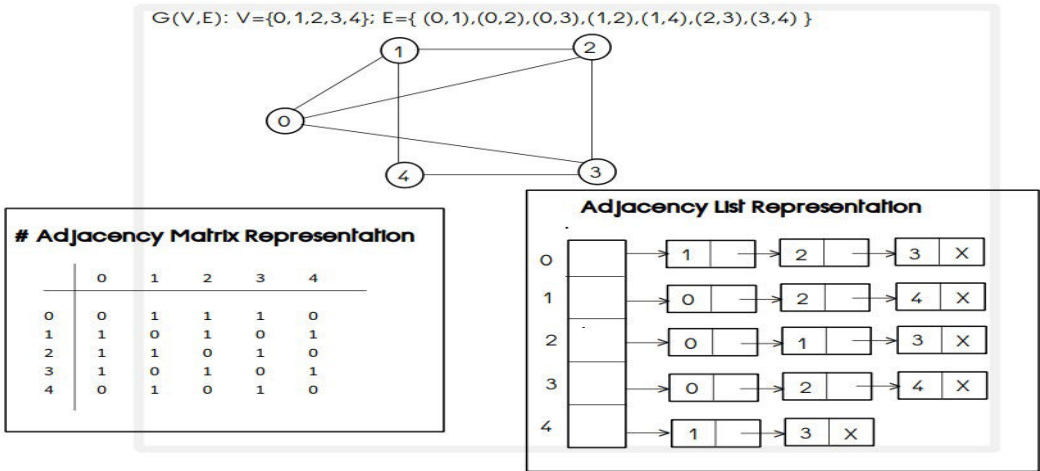 G(V,E): V={0,1,2,3,4}; E={ (0,1),(0,2),(0,3),(1,2),(1,4),(2,3),(3,4) }
1
2
0
4
3
# Adjacency Matrix Representation
0 1 2 3 4
0 0 1 1 1 0
1 1 0 1 0 1
2 1 1 0 1 0
3 1 0 1 0 1
4 0 1 0 1 0
Adjacency List Representation
0 1 2 3 X
1 0 2 4 X
2 0 1 3 X
3 0 2 4 X
4 1 3 X